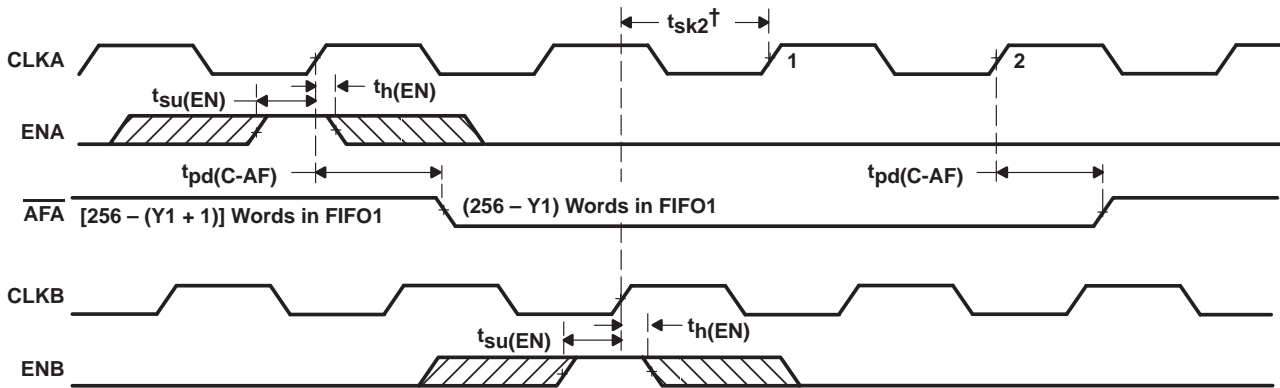 tsk2†
CLKA
1
2
tsu(EN)
th(EN)
ENA
tpd(C-AF)
tpd(C-AF)
AFA
[256 – (Y1 + 1)] Words in FIFO1
(256 – Y1) Words in FIFO1
CLKB
tsu(EN)
th(EN)
ENB